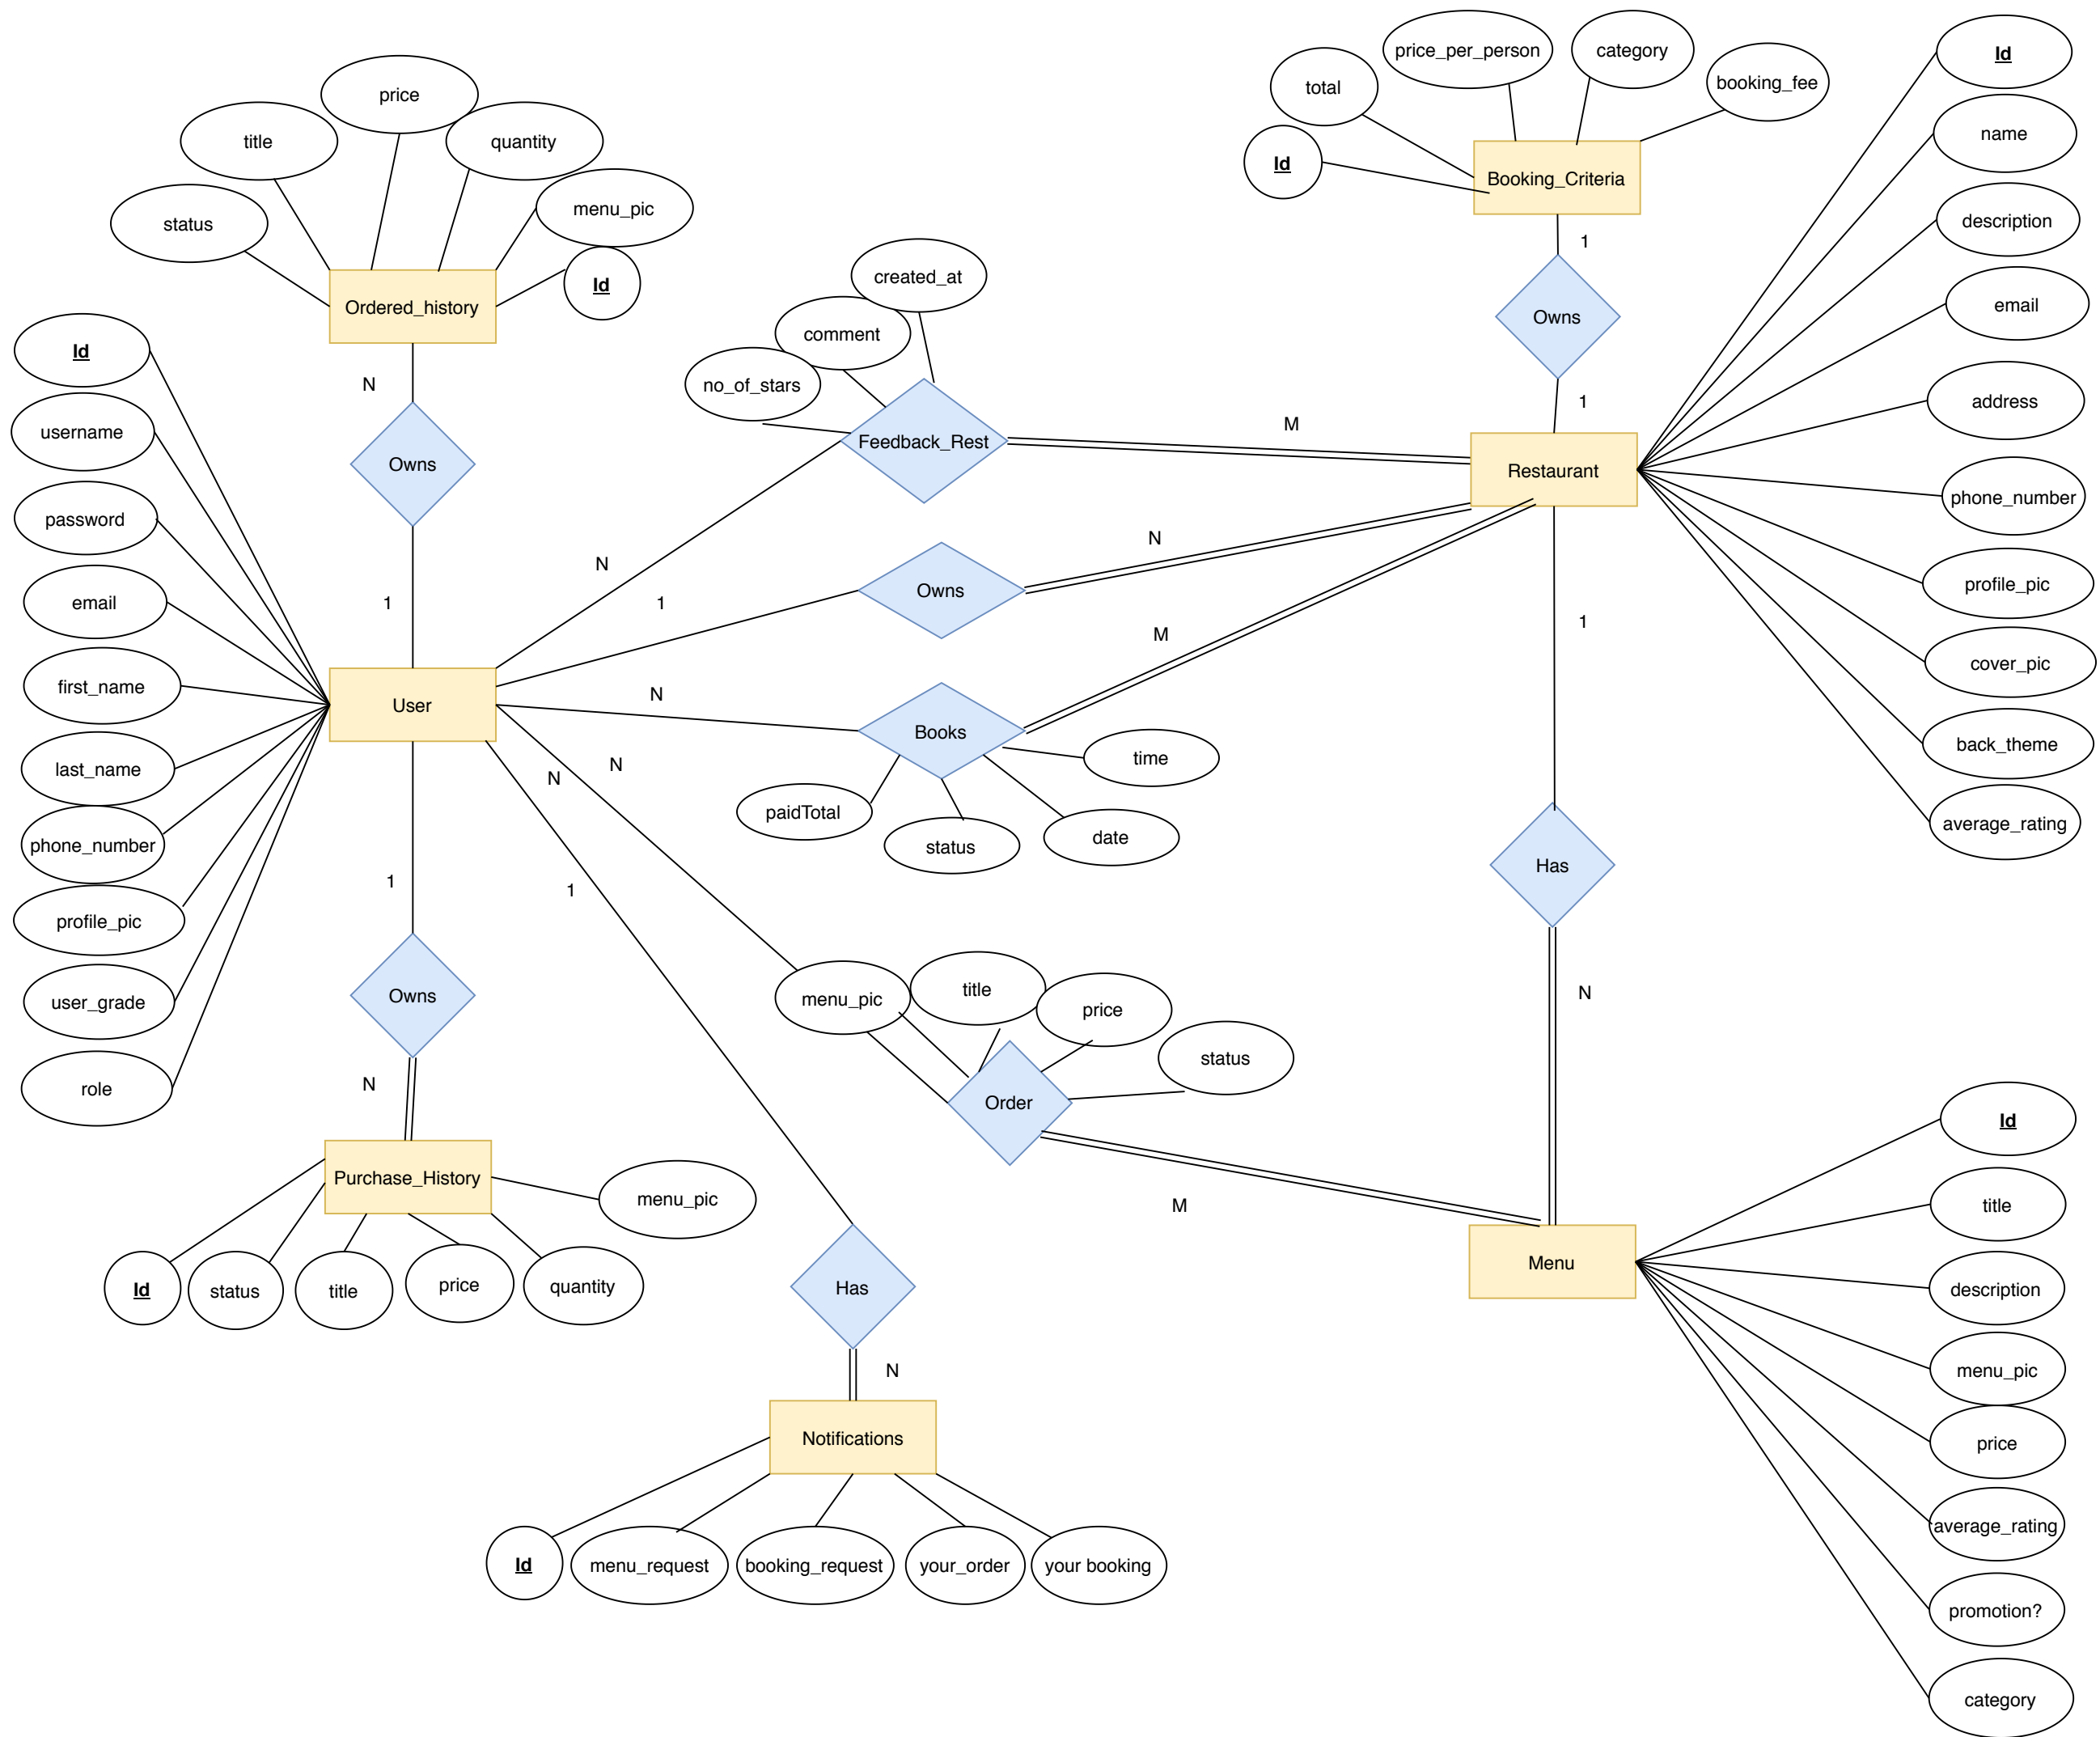 price
title
quantity
status
menu_pic
Id
Ordered_history
N
Owns
1
Id
username
password
email
first_name
last_name
phone_number
profile_pic
user_grade
role
User
1
Owns
N
Purchase_History
menu_pic
Id
status
title
price
quantity
created_at
comment
no_of_stars
Feedback_Rest
M
N
Owns
N
1
Books
M
N
time
paidTotal
status
date
N
N
1
menu_pic
title
price
status
Order
M
Has
N
Notifications
Id
menu_request
booking_request
your_order
your booking
price_per_person
category
total
booking_fee
Id
Booking_Criteria
1
Owns
1
Restaurant
Id
name
description
email
address
phone_number
profile_pic
cover_pic
back_theme
average_rating
1
Has
N
Menu
Id
title
description
menu_pic
price
average_rating
promotion?
category